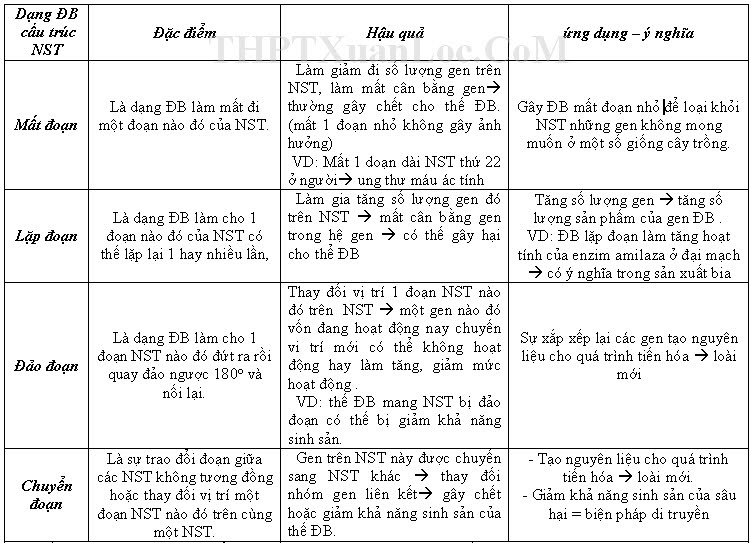 THPTXuanLoc.CoM
Dạng ĐB
cấu trúc
NST
Đặc điểm
Hậu quả
ứng dụng – ý nghĩa
Mất đoạn
Là dạng ĐB làm mất đi
một đoạn nào đó của NST.
Làm giảm đi số lượng gen trên
NST, làm mất cân bằng gen→
thường gây chết cho thể ĐB.
(mất 1 đoạn nhỏ không gây ảnh
hưởng)
VD: Mất 1 đoạn dài NST thứ 22
ở người→ ung thư máu ác tính
Gây ĐB mất đoạn nhỏ để loại khỏi
NST những gen không mong
muốn ở một số giống cây trồng.
Lặp đoạn
Là dạng ĐB làm cho 1
đoạn nào đó của NST có
thể lặp lại 1 hay nhiều lần,
Làm gia tăng số lượng gen đó
trên NST → mất cân bằng gen
trong hệ gen → có thể gây hại
cho thể ĐB
Tăng số lượng gen → tăng số
lượng sản phẩm của gen ĐB .
VD: ĐB lặp đoạn làm tăng hoạt
tính của enzim amilaza ở đại mạch
→ có ý nghĩa trong sản xuất bia
Đảo đoạn
Là dạng ĐB làm cho 1
đoạn NST nào đó đứt ra rồi
quay đảo ngược 180° và
nối lại.
Thay đổi vị trí 1 đoạn NST nào
đó trên NST → một gen nào đó
vốn đang hoạt động nay chuyển
vị trí mới có thể không hoạt
động hay làm tăng, giảm mức
hoạt động .
VD: thể ĐB mang NST bị đảo
đoạn có thể bị giảm khả năng
sinh sản.
Sự xắp xếp lại các gen tạo nguyên
liệu cho quá trình tiến hóa → loài
mới
Chuyển
đoạn
Là sự trao đổi đoạn giữa
các NST không tương đồng
hoặc thay đổi vị trí một
đoạn NST nào đó trên cùng
một NST.
Gen trên NST này được chuyển
sang NST khác → thay đổi
nhóm gen liên kết→ gây chết
hoặc giảm khả năng sinh sản của
thể ĐB.
- Tạo nguyên liệu cho quá trình
tiến hóa → loài mới.
- Giảm khả năng sinh sản của sâu
hại = biện pháp di truyền